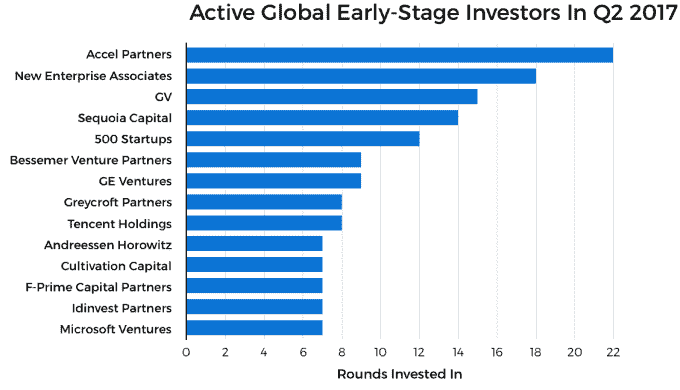 Active Global Early-Stage Investors In Q2 2017
Accel Partners
New Enterprise Associates
GV
Sequoia Capital
500 Startups
Bessemer Venture Partners
GE Ventures
Greycroft Partners
Tencent Holdings
Andreessen Horowitz
Cultivation Capital
F-Prime Capital Partners
Idinvest Partners
Microsoft Ventures
0 2 4 6 8 10 12 14 16 18 20 22
Rounds Invested In